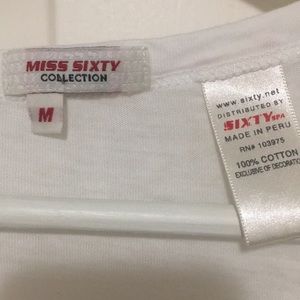 MISS SIXTY
COLLECTION
M
www.sixty.net
DISTRIBUTED BY
SIXTY SPA
MADE IN PERU
RN# 103975
100% COTTON
EXCLUSIVE OF DECORATION